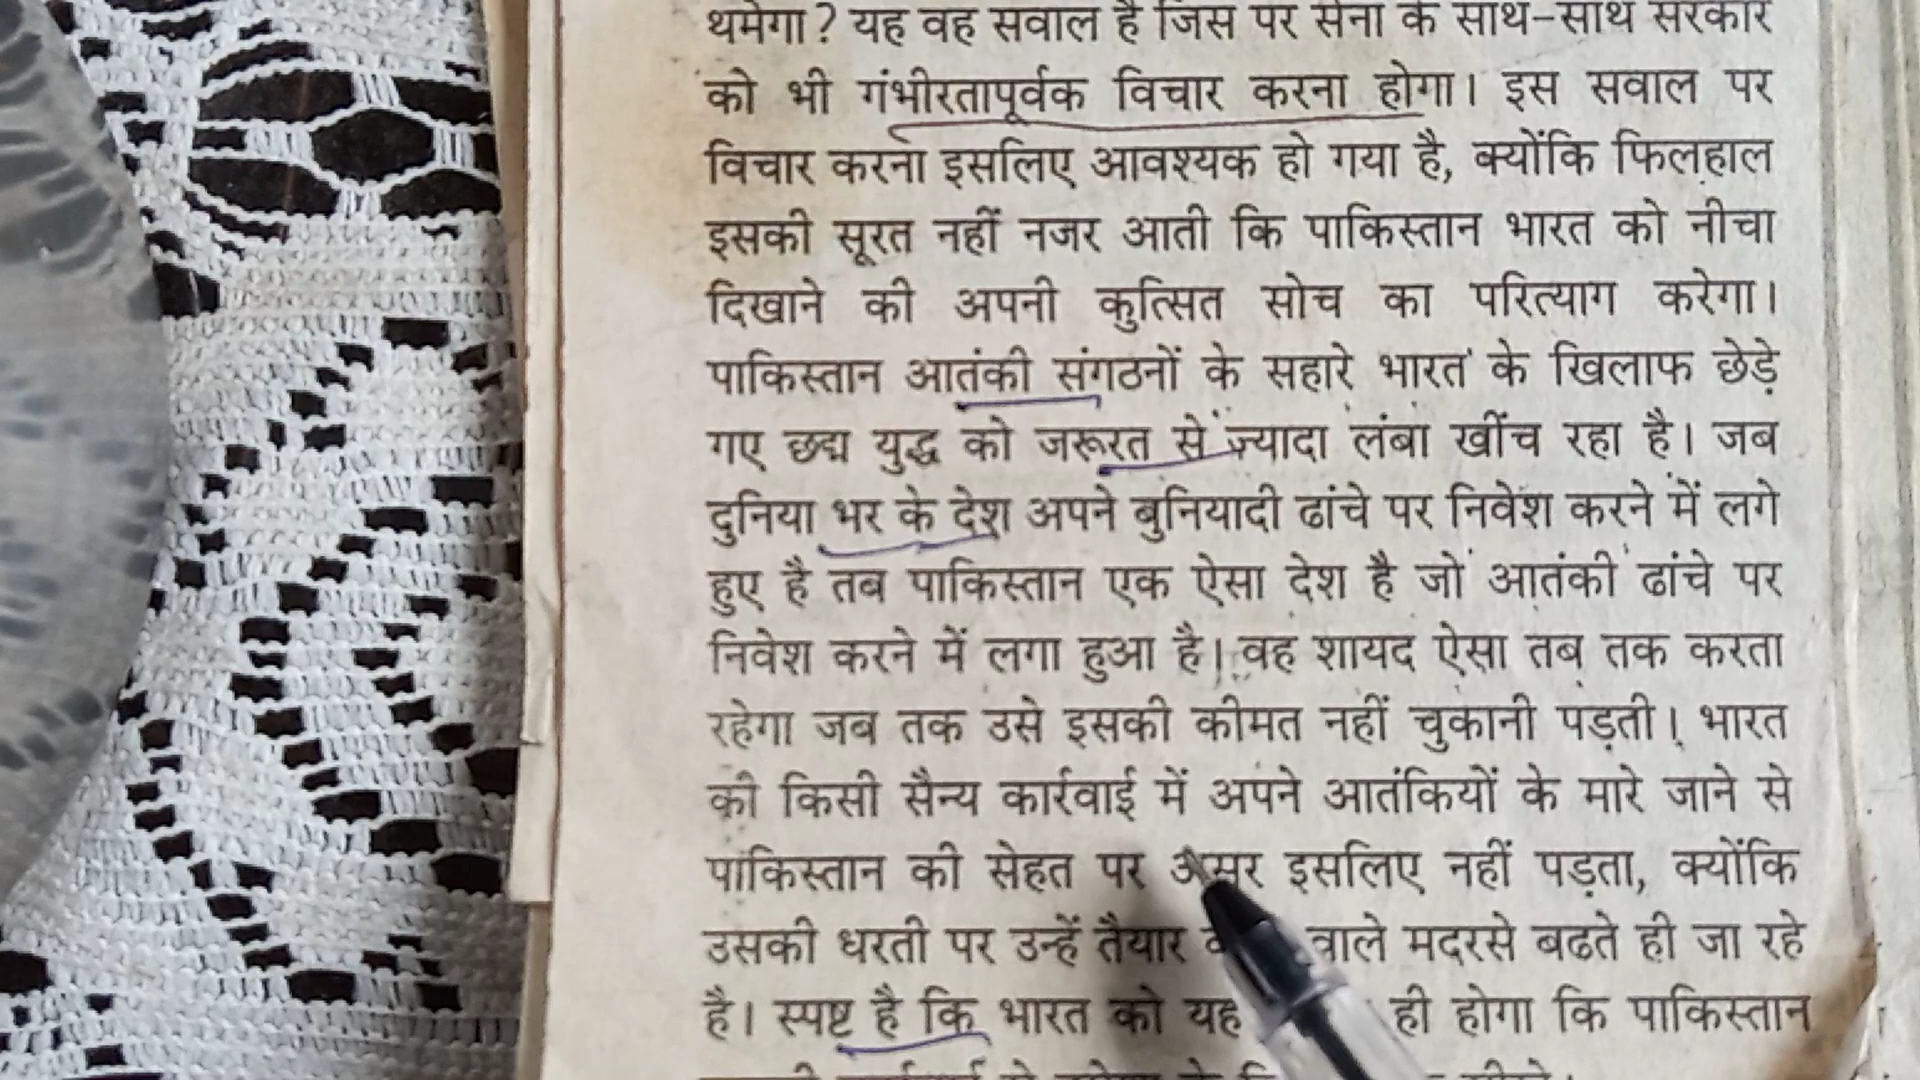 थमेगा? यह वह सवाल है जिस पर सेना के साथ-साथ सरकार
को भी गंभीरतापूर्वक विचार करना होगा। इस सवाल पर
विचार करना इसलिए आवश्यक हो गया है, क्योंकि फिलहाल
इसकी सूरत नहीं नजर आती कि पाकिस्तान भारत को नीचा
दिखाने की अपनी कुत्सित सोच का परित्याग करेगा।
पाकिस्तान आतंकी संगठनों के सहारे भारत के खिलाफ छेड़े
गए छद्म युद्ध को जरूरत से ज्यादा लंबा खींच रहा है। जब
दुनिया भर के देश अपने बुनियादी ढांचे पर निवेश करने में लगे
हुए है तब पाकिस्तान एक ऐसा देश है जो आतंकी ढांचे पर
निवेश करने में लगा हुआ है। वह शायद ऐसा तब तक करता
रहेगा जब तक उसे इसकी कीमत नहीं चुकानी पड़ती। भारत
की किसी सैन्य कार्रवाई में अपने आतंकियों के मारे जाने से
पाकिस्तान की सेहत पर असर इसलिए नहीं पड़ता, क्योंकि
उसकी धरती पर उन्हें तैयार वाले मदरसे बढते ही जा रहे
है। स्पष्ट है कि भारत को यह ही होगा कि पाकिस्तान